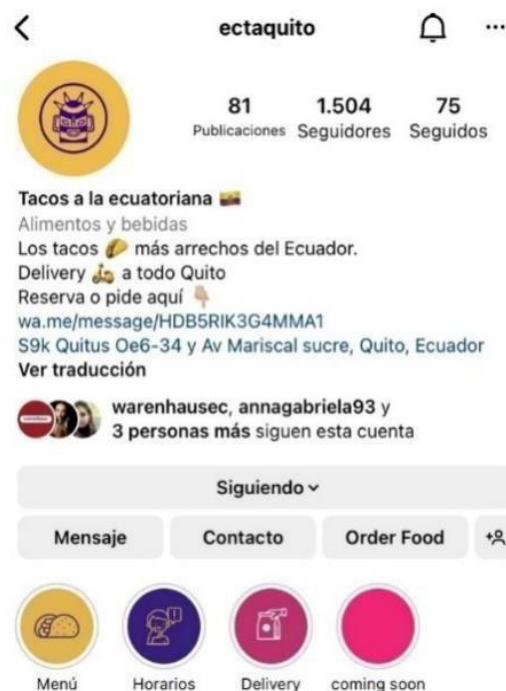 ectaquito
81 1.504 75
Publicaciones Seguidores Seguidos
Tacos a la ecuatoriana
Alimentos y bebidas
Los tacos más arrechos del Ecuador.
Delivery a todo Quito
Reserva o pide aquí
wa.me/message/HDB5RIK3G4MMA1
S9k Quitus Oe6-34 y Av Mariscal sucre, Quito, Ecuador
Ver traducción
warenhausec, annagabriela93 y
3 personas más siguen esta cuenta
Siguiendo
Mensaje Contacto Order Food
Menú Horarios Delivery coming soon